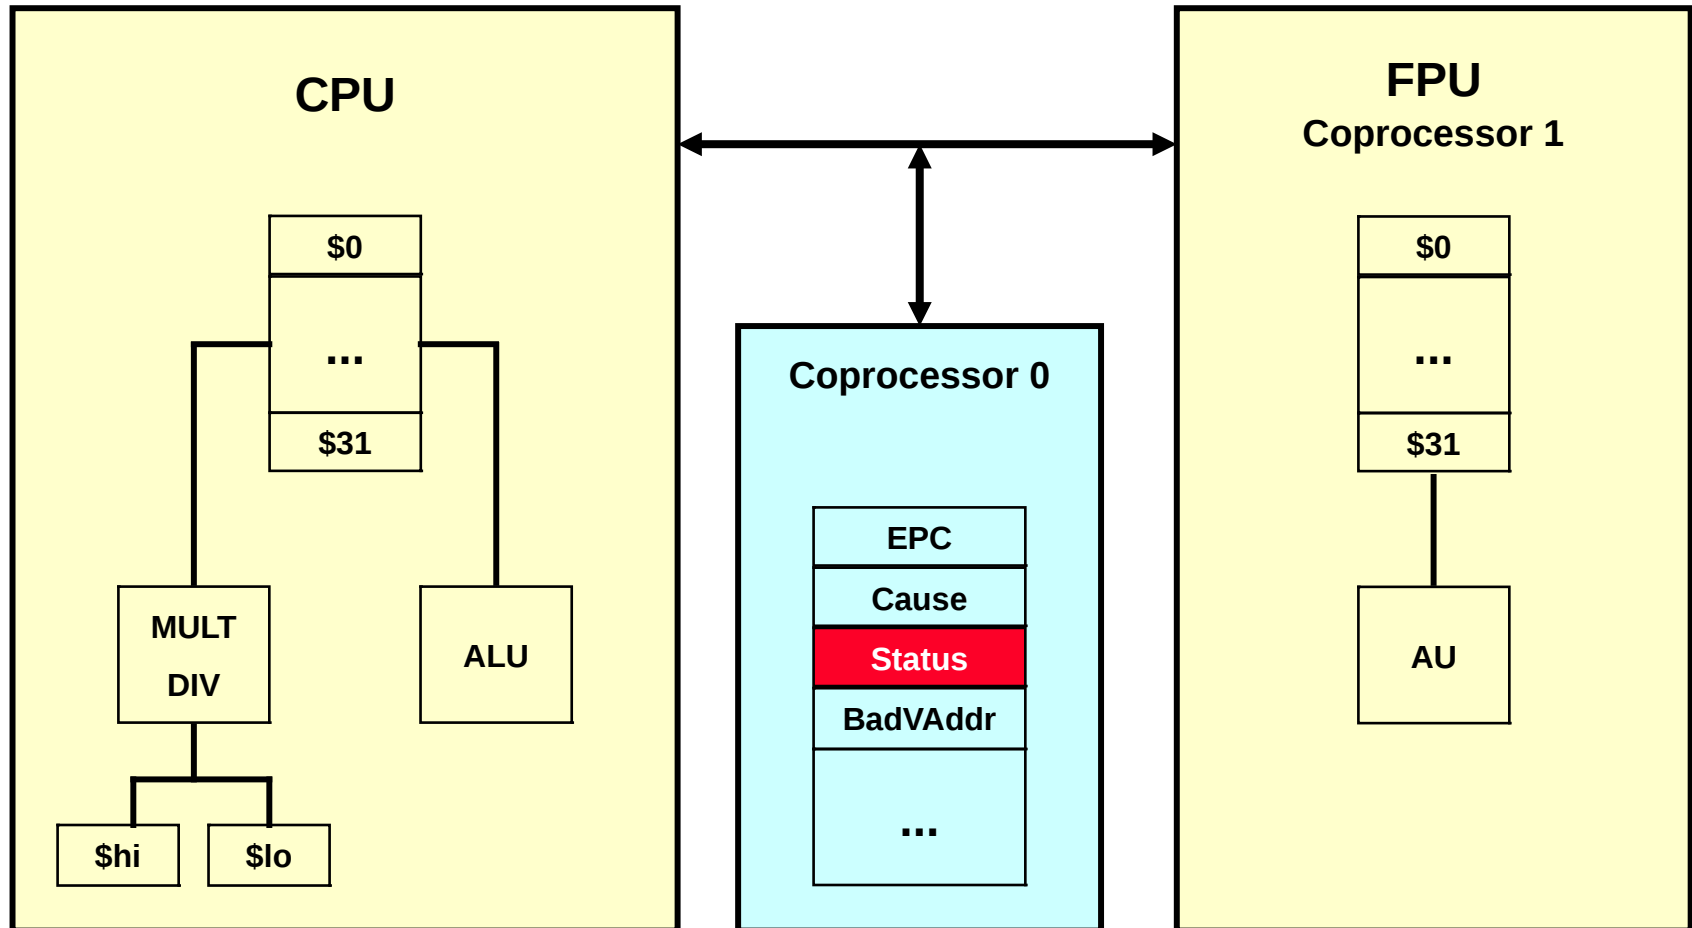 CPU
$0
...
$31
MULT
DIV
ALU
$hi
$lo
Coprocessor 0
EPC
Cause
Status
BadVAddr
...
FPU
Coprocessor 1
$0
...
$31
AU